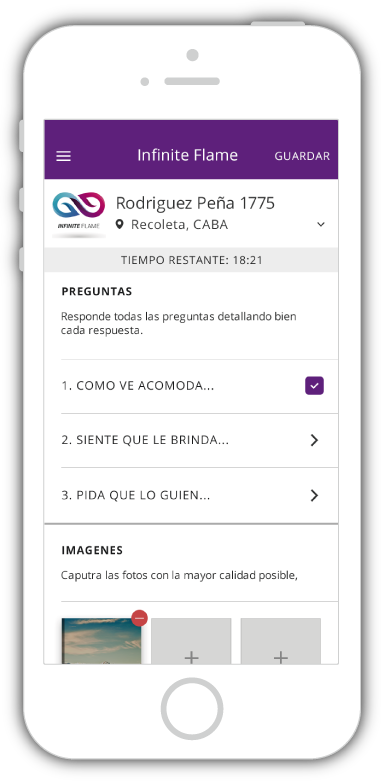 Infinite Flame
GUARDAR
INFINITE FLAME
Rodriguez Peña 1775
Recoleta, CABA
TIEMPO RESTANTE: 18:21
PREGUNTAS
Responde todas las preguntas detallando bien
cada respuesta.
1. COMO VE ACOMODA...
2. SIENTE QUE LE BRINDA...
3. PIDA QUE LO GUIEN...
IMAGENES
Caputra las fotos con la mayor calidad posible,